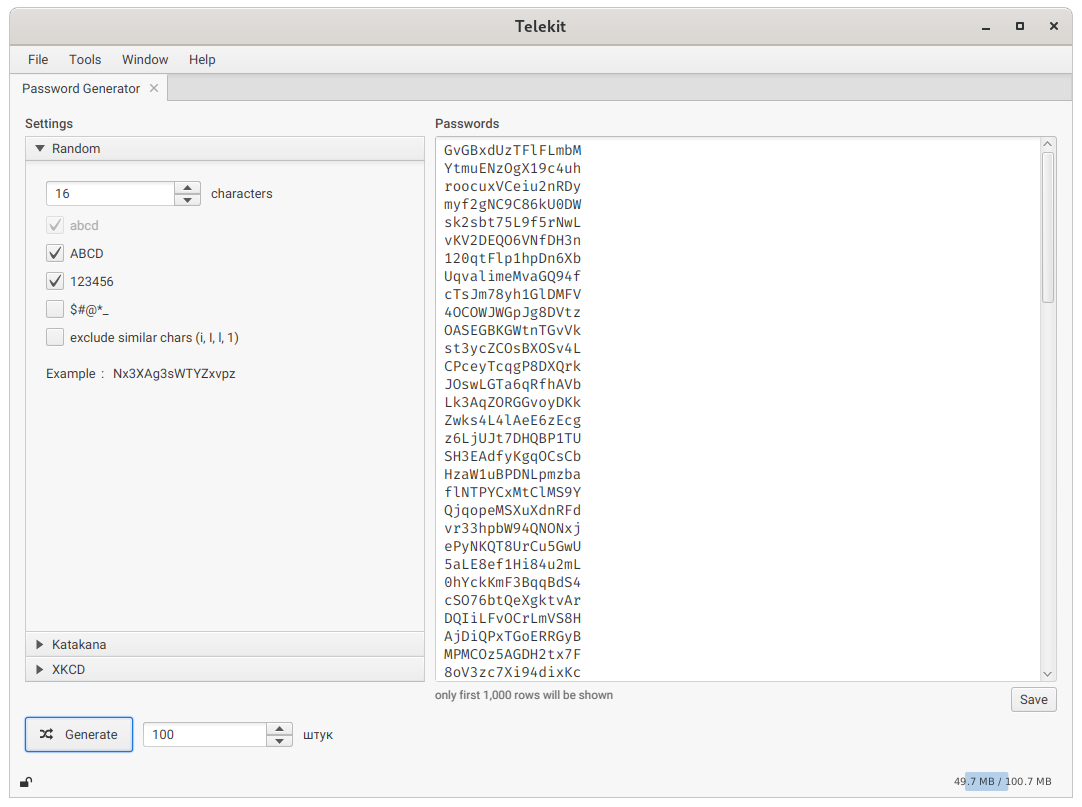 Telekit
File Tools Window Help
Password Generator
Settings
Random
16 characters
abcd
ABCD
123456
$#@*_
exclude similar chars (i, I, l, 1)
Example : Nx3XAg3sWTYZxvpz
Katakana
XKCD
Generate 100 штук
Passwords
GvGBxdUzTFlFLmbM
YtmuENzOgX19c4uh
roocuxVCeiu2nRDy
myf2gNC9C86kU0DW
sk2sbt75L9f5rNwL
vKV2DEQO6VNfDH3n
120qtFlp1hpDn6Xb
UqvalimeMvaGQ94f
cTsJm78yh1GlDMFV
4OCOWJWGpJg8DVtz
OASEGBKGWtnTGvVk
st3ycZCOsBXOSv4L
CPceyTcqgP8DXQrk
JOswLGTa6qRfhAVb
Lk3AqZORGGvoyDKk
Zwks4L4lAeE6zEcg
z6LjUJt7DHQBP1TU
SH3EAdfyKgqOCsCb
HzaW1uBPDNLpmzba
flNTPYCxMtClMS9Y
QjqopeMSXuXdnRFd
vr33hpbW94QNONxj
ePyNKQT8UrCu5GwU
5aLE8ef1Hi84u2mL
0hYckKmF3BqqBdS4
cSO76btQeXgktvAr
DQIiLFvOCrLmVS8H
AjDiQPxTGoERRGyB
MPMCOz5AGDH2tx7F
8oV3zc7Xi94dixKc
only first 1,000 rows will be shown
Save
49.7 MB / 100.7 MB